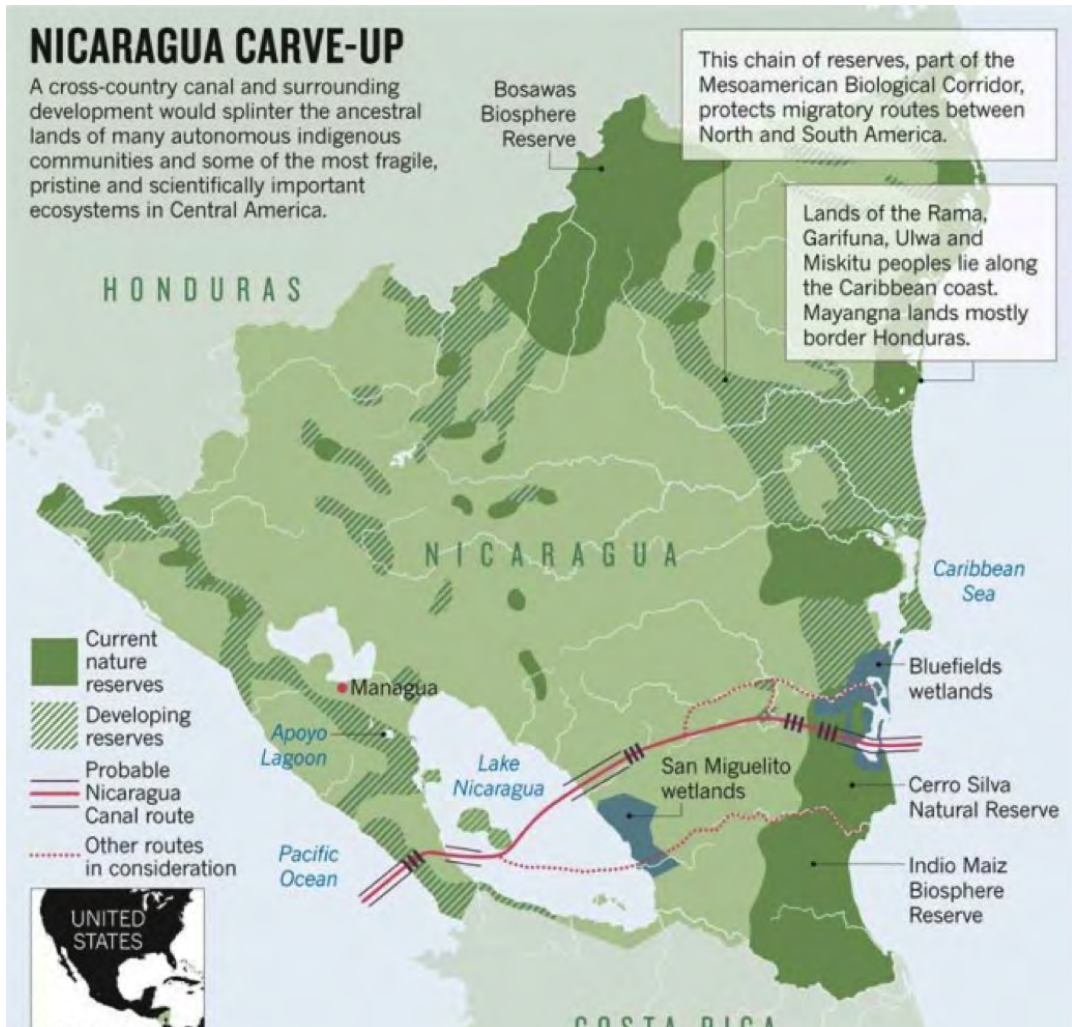 NICARAGUA CARVE-UP
A cross-country canal and surrounding
development would splinter the ancestral
lands of many autonomous indigenous
communities and some of the most fragile,
pristine and scientifically important
ecosystems in Central America.
Bosawas
Biosphere
Reserve
This chain of reserves, part of the
Mesoamerican Biological Corridor,
protects migratory routes between
North and South America.
Lands of the Rama,
Garifuna, Ulwa and
Miskitu peoples lie along
the Caribbean coast.
Mayangna lands mostly
border Honduras.
HONDURAS
NICARAGUA
Caribbean
Sea
Current
nature
reserves
Developing
reserves
Probable
Nicaragua
Canal route
Other routes
in consideration
Managua
Apoyo
Lagoon
Lake
Nicaragua
San Miguelito
wetlands
Bluefields
wetlands
Cerro Silva
Natural Reserve
Indio Maiz
Biosphere
Reserve
Pacific
Ocean
UNITED
STATES
COSTA RICA